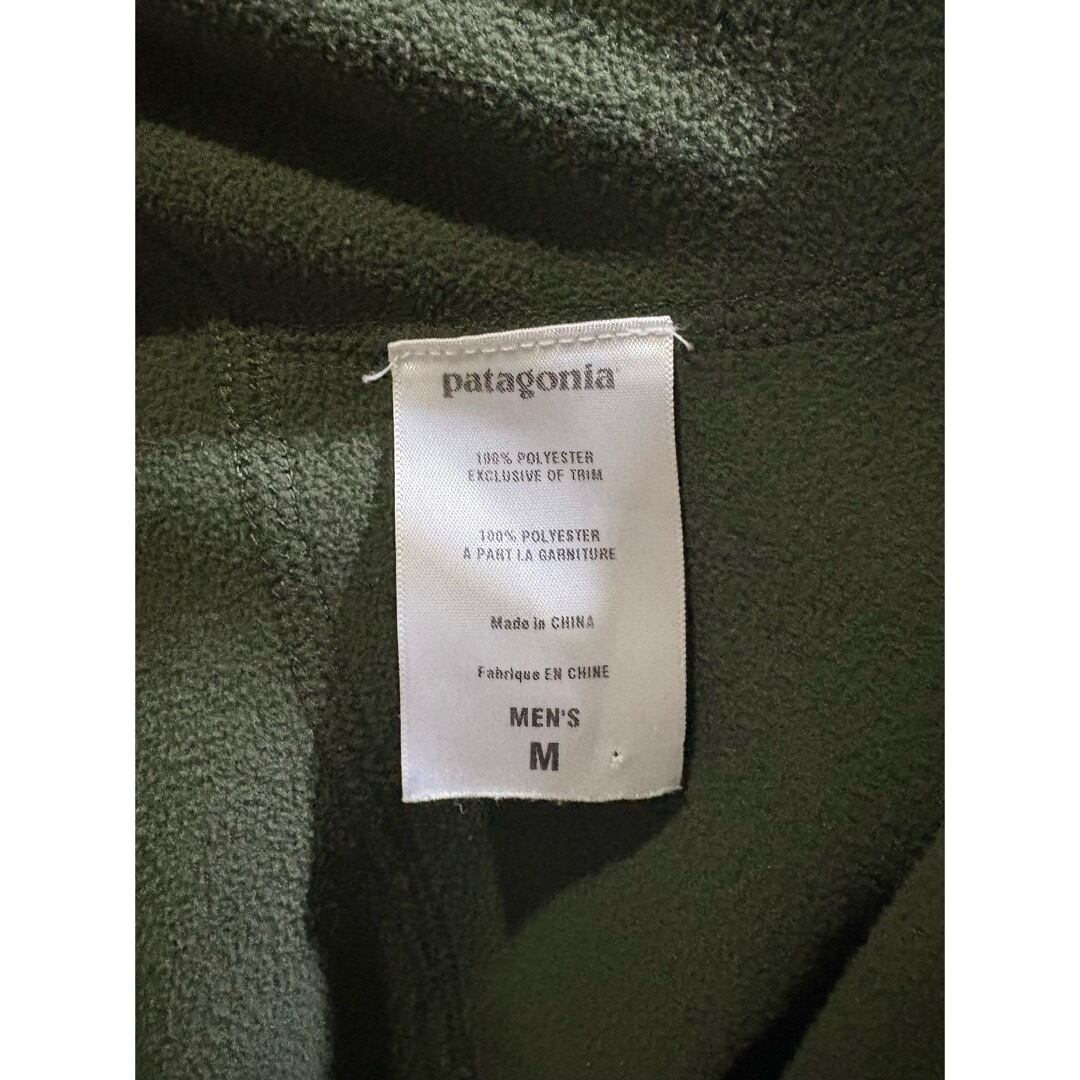 patagonia
100% POLYESTER
EXCLUSIVE OF TRIM
100% POLYESTER
A PART LA GARNITURE
Made in CHINA
Fabrique EN CHINE
MEN'S
M